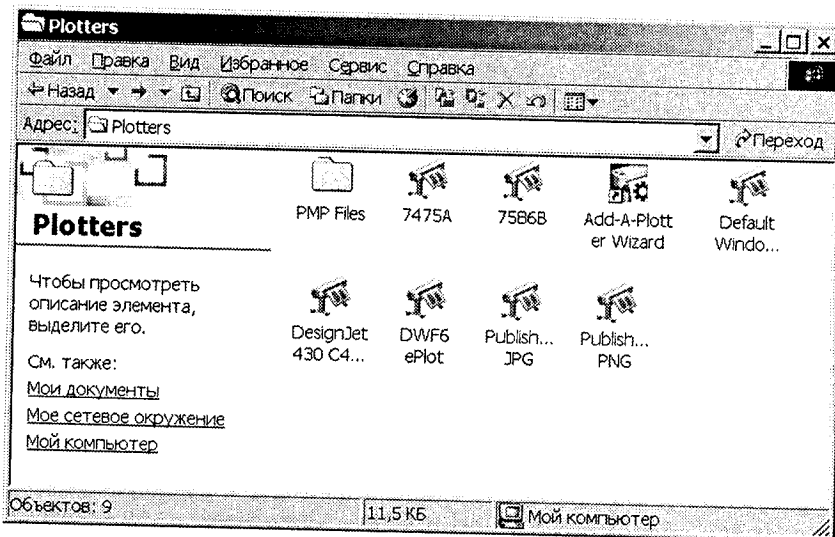 Plotters
Файл Правка Вид Избранное Сервис Справка
Назад Поиск Папки
Адрес: Plotters Переход
Plotters
Чтобы просмотреть
описание элемента,
выделите его.
См. также:
Мои документы
Мое сетевое окружение
Мой компьютер
PMP Files
7475A
7586B
Add-A-Plott
er Wizard
Default
Windo...
DesignJet
430 C4...
DWF6
ePlot
Publish...
JPG
Publish...
PNG
Объектов: 9 11,5 КБ Мой компьютер